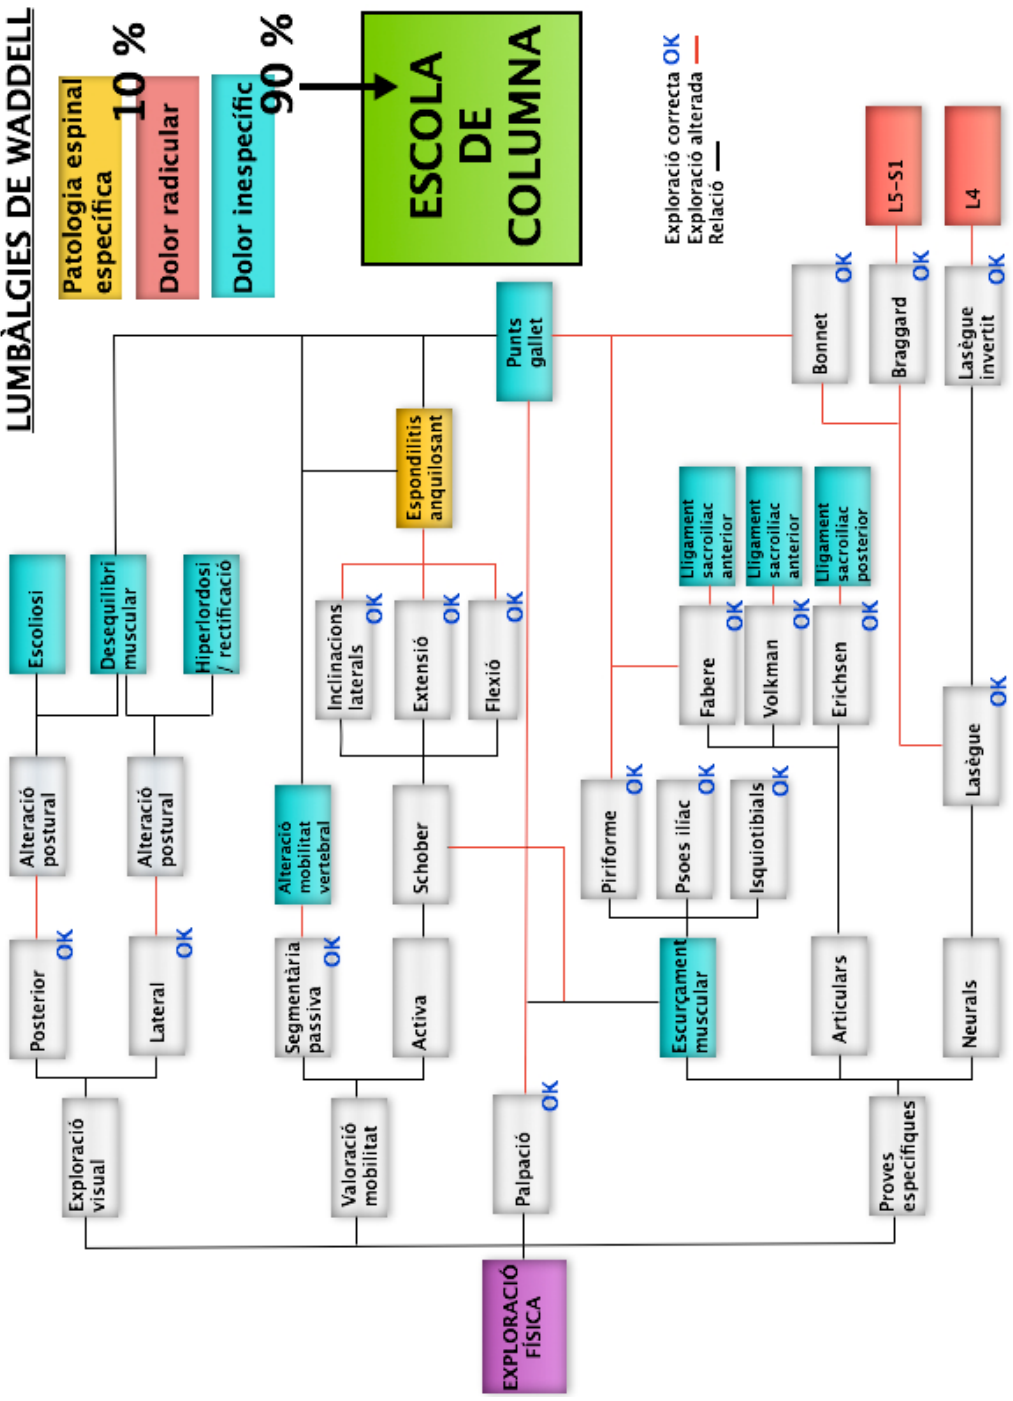 LUMBÀLGIES DE WADDELL
Patologia espinal
específica
Dolor radicular
10 %
Dolor inespecífic
90 %
ESCOLA
DE
COLUMNA
Exploració correcta OK
Exploració alterada
Relació
EXPLORACIÓ
FÍSICA
Exploració
visual
Posterior
OK
Alteració
postural
Escoliosi
Desequilibri
muscular
Lateral
OK
Alteració
postural
Hiperlordosi
/ rectificació
Valoració
mobilitat
Segmentària
passiva
OK
Alteració
mobilitat
vertebral
Activa
Schober
Inclinacions
laterals
OK
Extensió
OK
Flexió
OK
Espondilitis
anquilosant
Palpació
OK
Punts
gallet
Proves
específiques
Escurçament
muscular
Piriforme
OK
Psoes ilíac
OK
Isquiotibials
OK
Articulars
Fabere
OK
Lligament
sacroiliac
anterior
Volkman
OK
Lligament
sacroiliac
anterior
Erichsen
OK
Lligament
sacroiliac
posterior
Neurals
Lasègue
OK
Bonnet
OK
Braggard
OK
L5-S1
Lasègue
invertit
OK
L4